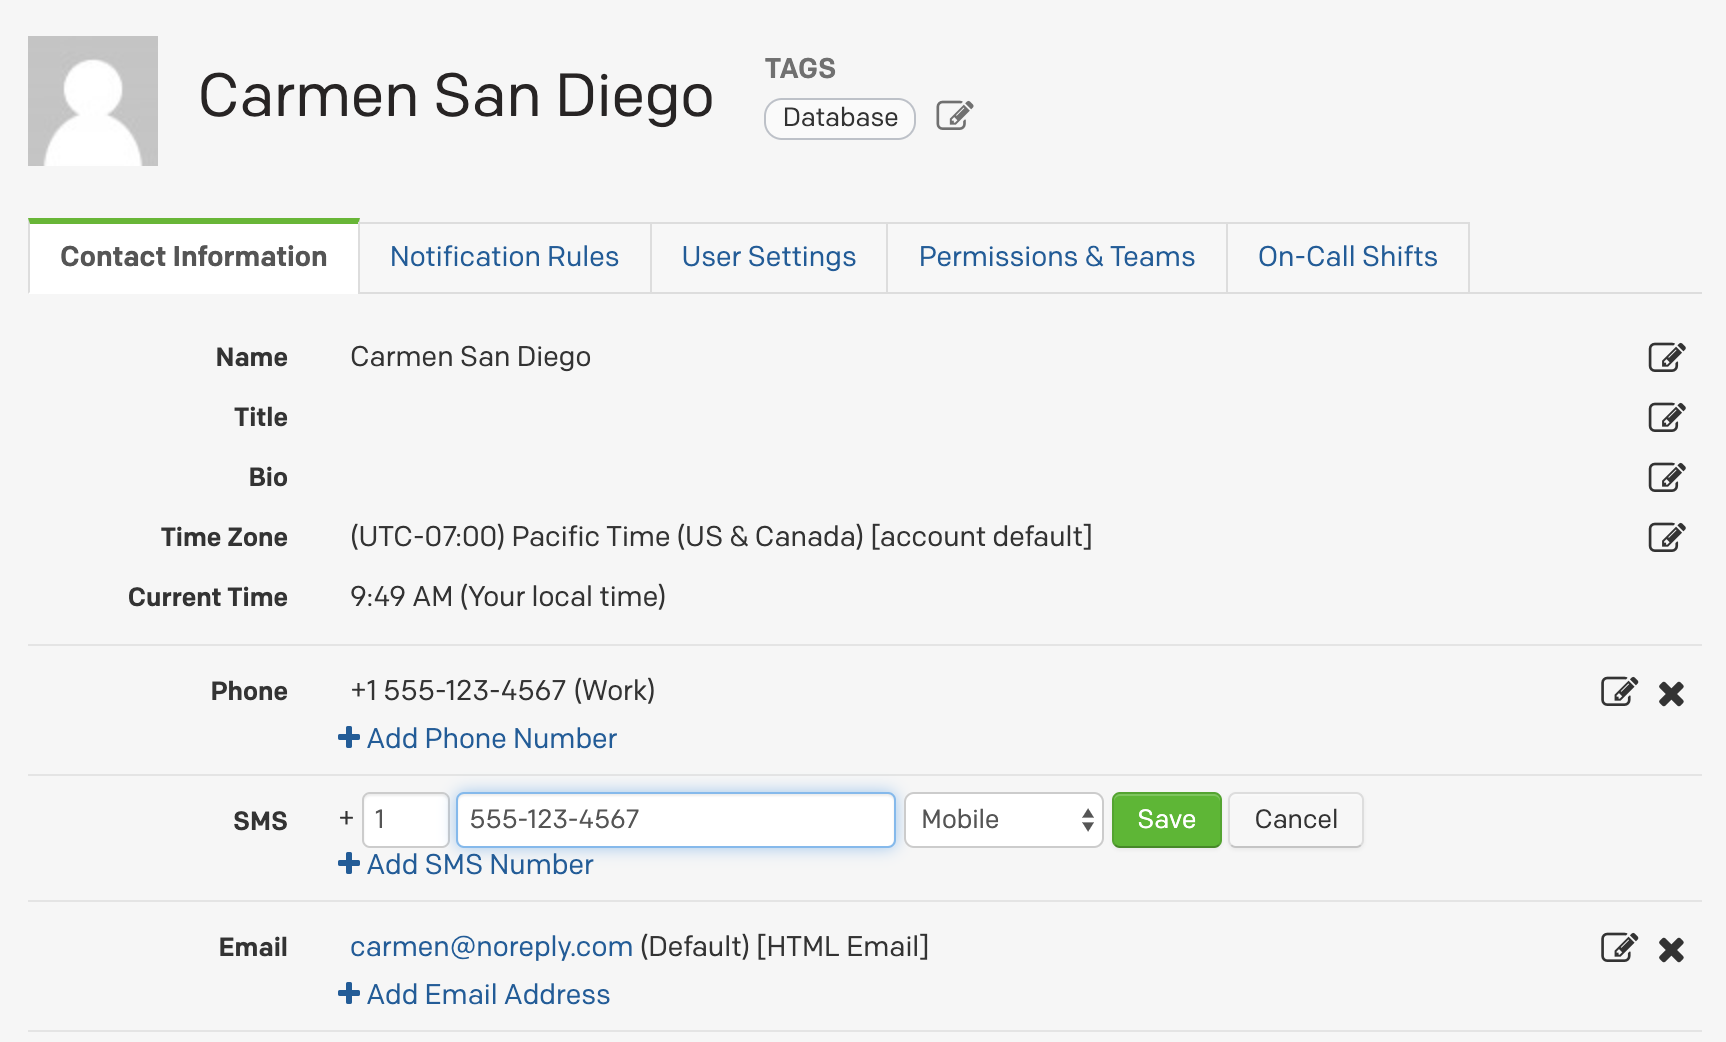 TAGS
Carmen San Diego
Database
Contact Information Notification Rules User Settings Permissions & Teams On-Call Shifts
Name Carmen San Diego
Title
Bio
Time Zone (UTC-07:00) Pacific Time (US & Canada) [account default]
Current Time 9:49 AM (Your local time)
Phone +1 555-123-4567 (Work)
+ Add Phone Number
SMS + 1 555-123-4567 Mobile Save Cancel
+ Add SMS Number
Email carmen@noreply.com (Default) [HTML Email]
+ Add Email Address